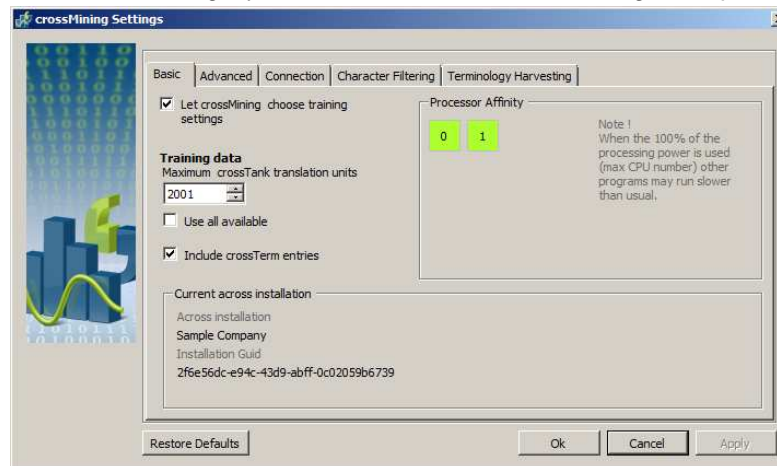 crossMining Settings
Basic
Advanced
Connection
Character Filtering
Terminology Harvesting
Let crossMining choose training
settings
Training data
Maximum crossTank translation units
2001
Use all available
Include crossTerm entries
Processor Affinity
0 1
Note !
When the 100% of the
processing power is used
(max CPU number) other
programs may run slower
than usual.
Current across installation
Across installation
Sample Company
Installation Guid
2f6e56dc-e94c-43d9-abff-0c02059b6739
Restore Defaults
Ok
Cancel
Apply